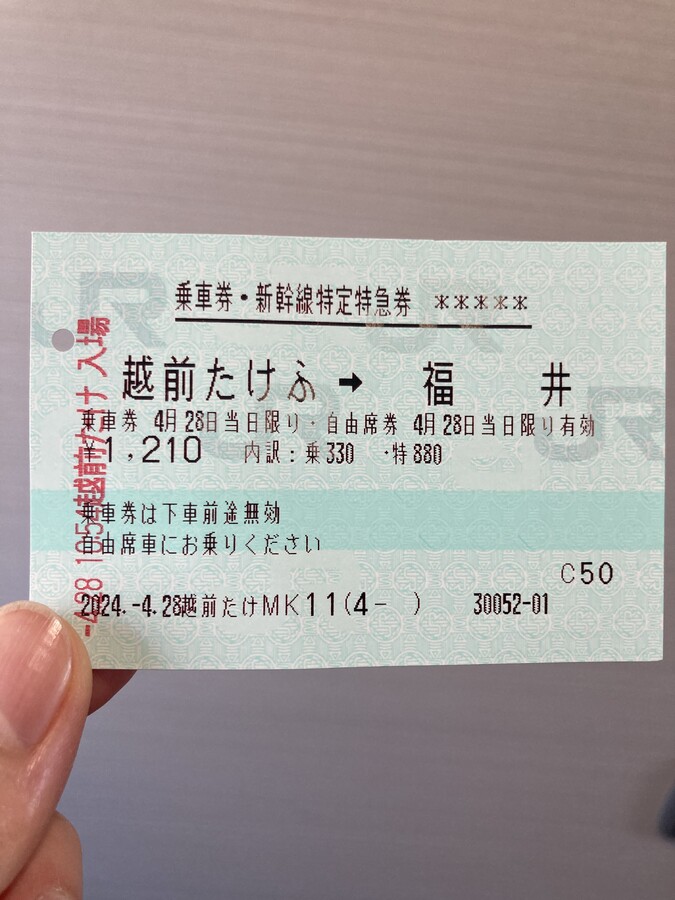 乗車券・新幹線特定特急券 *****
越前たけふ ➡ 福 井
乗車券 4月28日当日限り・自由席券 4月28日当日限り有効
¥1,210 内訳:乗330 ・特880
乗車券は下車前途無効
自由席車にお乗りください
C50
2024.-4.28越前たけMK11(4- ) 30052-01
-4.28 10:54越前たけ 入場
JR
JR
JR